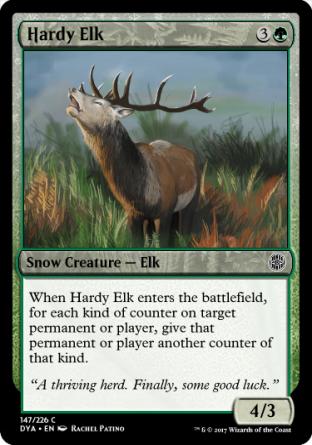 Hardy Elk 3
Snow Creature — Elk
When Hardy Elk enters the battlefield,
for each kind of counter on target
permanent or player, give that
permanent or player another counter of
that kind.
“A thriving herd. Finally, some good luck.”
4/3
147/226 C
DYA • EN Rachel Patino
™ & © 2017 Wizards of the Coast